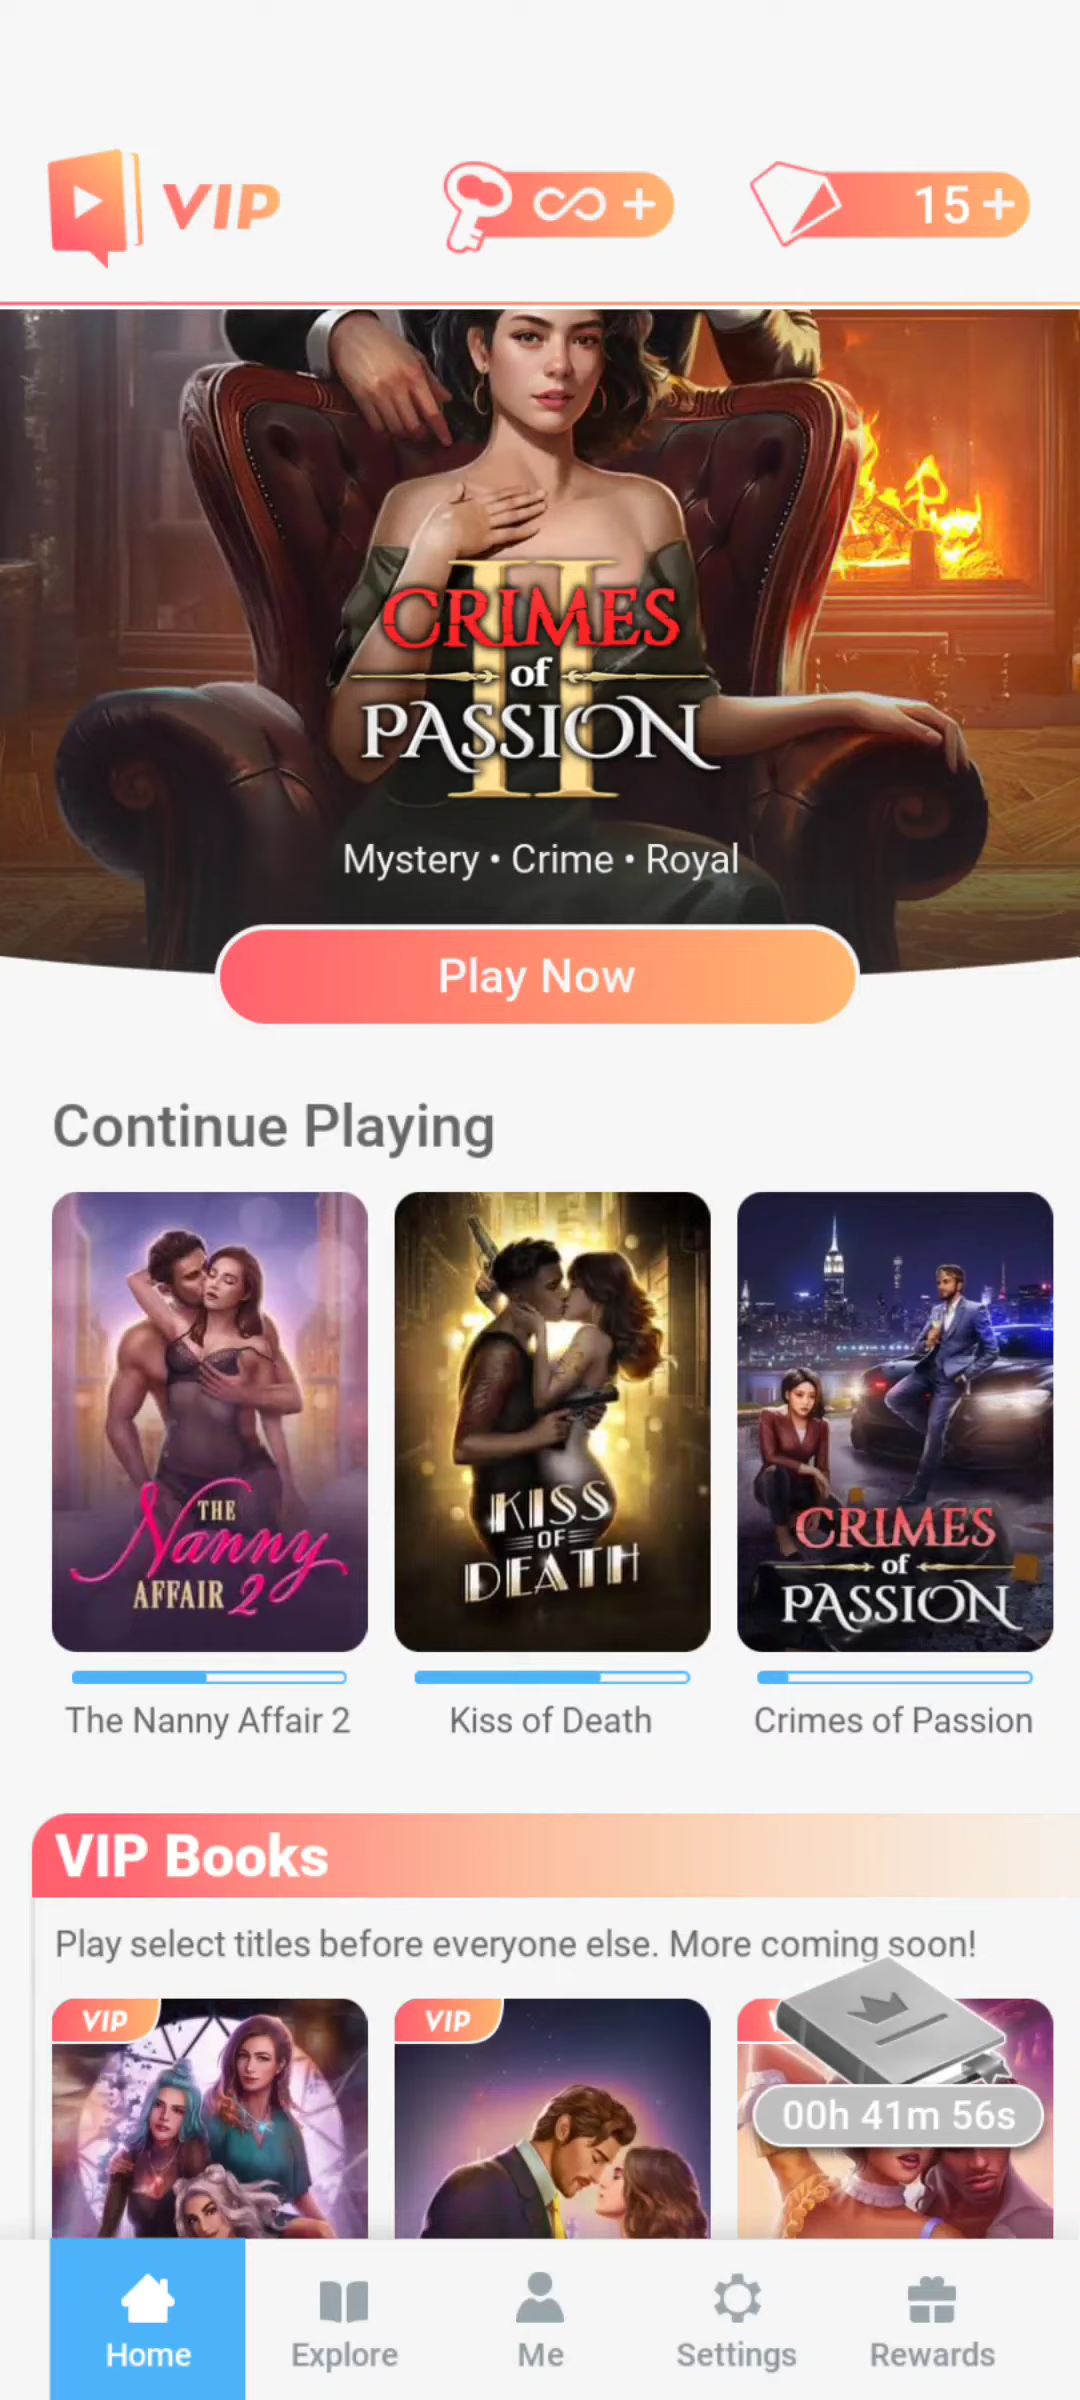 VIP
∞ +
15 +
II
CRIMES
of
PASSION
Mystery • Crime • Royal
Play Now
Continue Playing
THE
Nanny
AFFAIR 2
KISS
OF
DEATH
CRIMES
of
PASSION
The Nanny Affair 2
Kiss of Death
Crimes of Passion
VIP Books
Play select titles before everyone else. More coming soon!
VIP
VIP
00h 41m 56s
Home
Explore
Me
Settings
Rewards